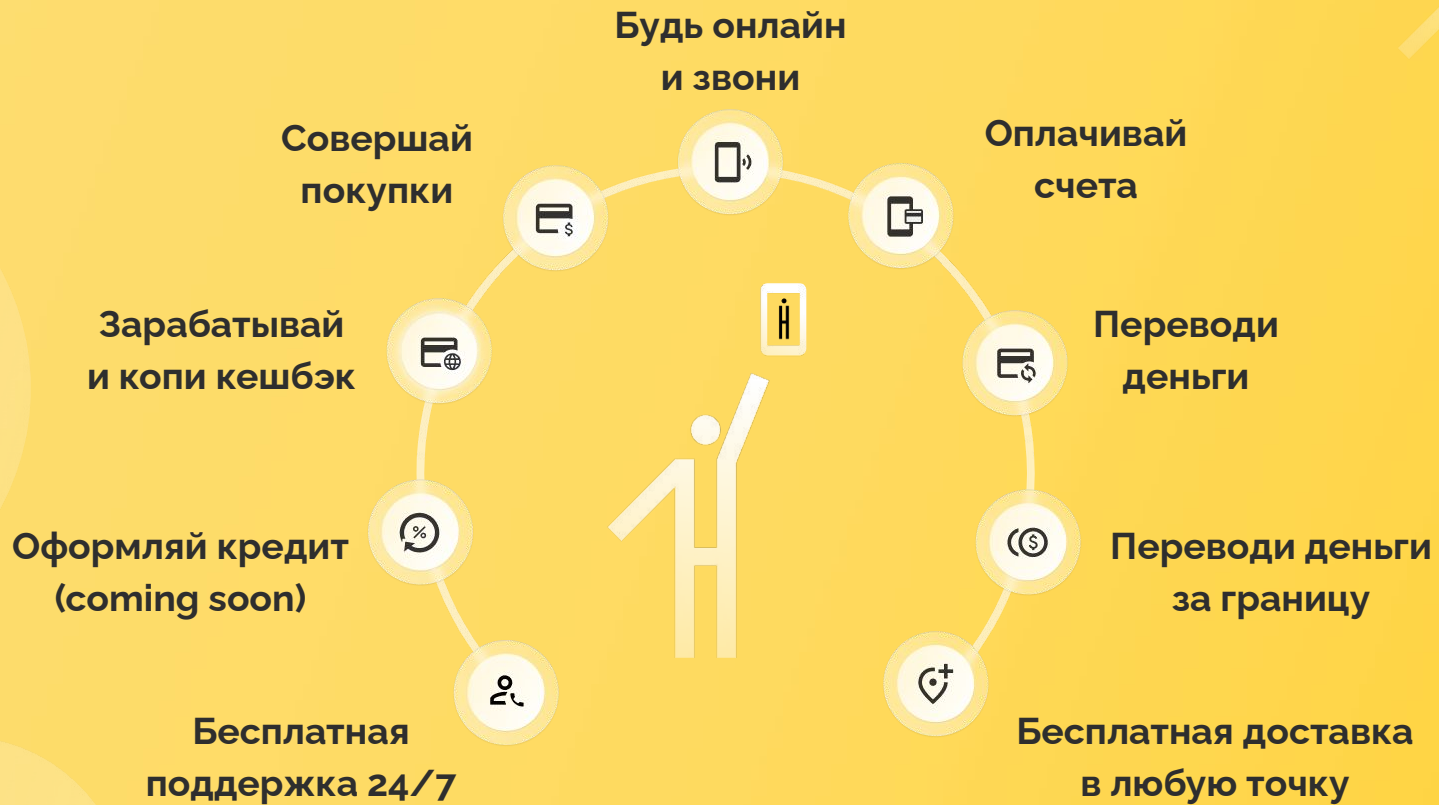 Будь онлайн
и звони
Совершай
покупки
Оплачивай
счета
Зарабатывай
и копи кешбэк
Переводи
деньги
Оформляй кредит
(coming soon)
Переводи деньги
за границу
Бесплатная
поддержка 24/7
Бесплатная доставка
в любую точку